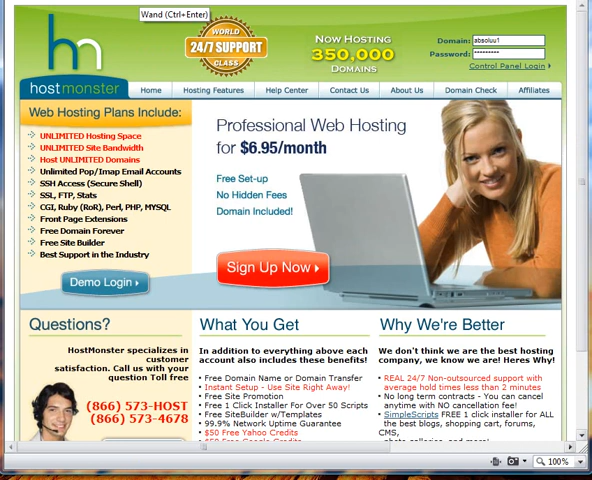 Wand (Ctrl+Enter)
hn
hostmonster
WORLD
24/7 SUPPORT
CLASS
NOW HOSTING
350,000
DOMAINS
Domain: absoluu1
Password: *********
Control Panel Login
Home Hosting Features Help Center Contact Us About Us Domain Check Affiliates
Web Hosting Plans Include:
UNLIMITED Hosting Space
UNLIMITED Site Bandwidth
Host UNLIMITED Domains
Unlimited Pop/Imap Email Accounts
SSH Access (Secure Shell)
SSL, FTP, Stats
CGI, Ruby (RoR), Perl, PHP, MYSQL
Front Page Extensions
Free Domain Forever
Free Site Builder
Best Support in the Industry
Demo Login
Professional Web Hosting
for $6.95/month
Free Set-up
No Hidden Fees
Domain Included!
Sign Up Now
Questions?
HostMonster specializes in
customer
satisfaction. Call us with your
question Toll free
(866) 573-HOST
(866) 573-4678
What You Get
In addition to everything above each
account also includes these benefits!
• Free Domain Name or Domain Transfer
• Instant Setup - Use Site Right Away!
• Free Site Promotion
• Free 1 Click Installer For Over 50 Scripts
• Free SiteBuilder w/Templates
• 99.9% Network Uptime Guarantee
• $50 Free Yahoo Credits
• $50 Free Google Credits
Why We're Better
We don't think we are the best hosting
company, we know we are! Heres Why!
• REAL 24/7 Non-outsourced support with
average hold times less than 2 minutes
• No long term contracts - You can
cancel anytime with NO cancellation fee!
• SimpleScripts FREE 1 click installer for ALL
the best blogs, shopping cart, forums,
CMS,
photo galleries, and more!
100%